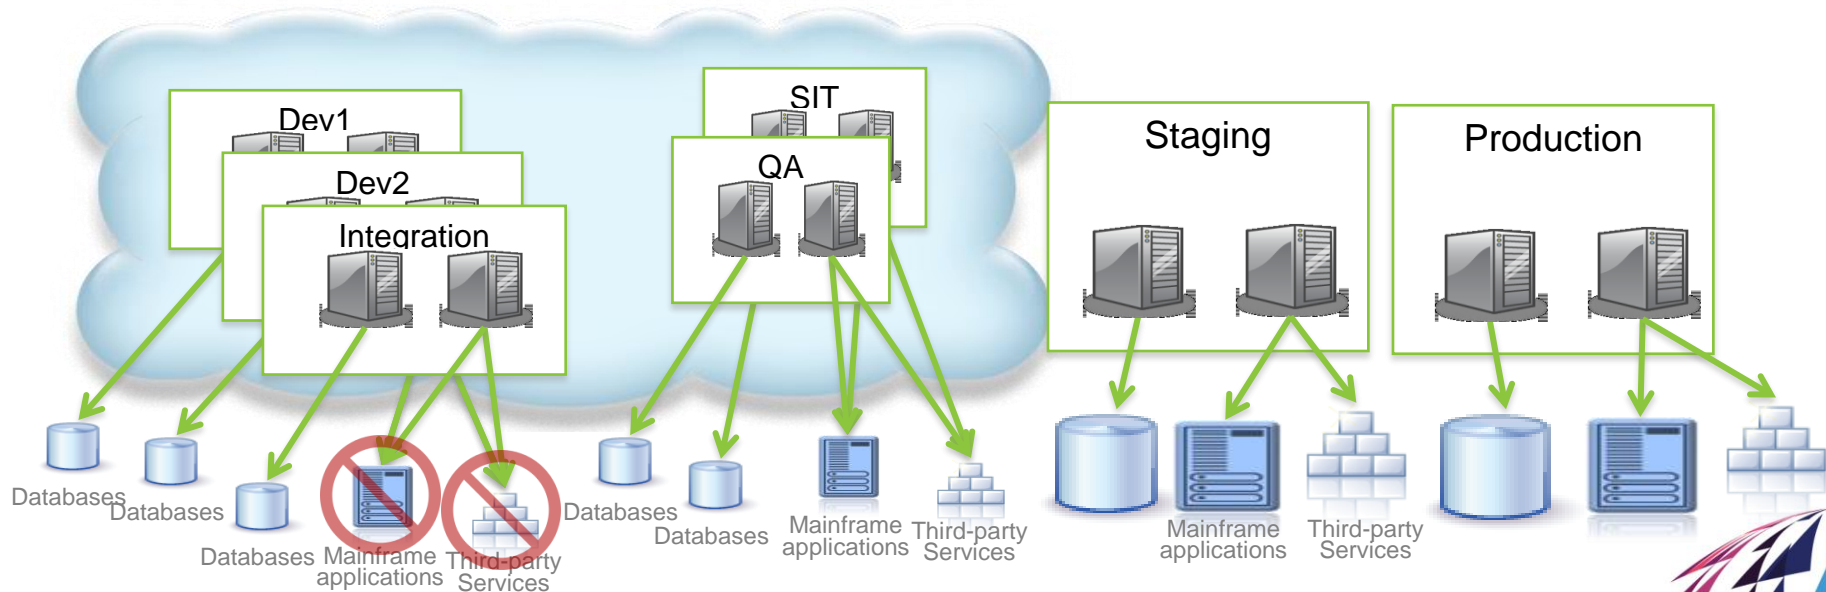 Dev1
Dev2
Integration
SIT
QA
Staging
Production
Databases
Databases
Databases
Mainframe
applications
Third-party
Services
Databases
Databases
Mainframe
applications
Third-party
Services
Mainframe
applications
Third-party
Services